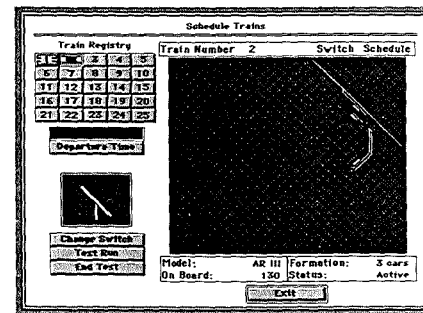 Schedule Trains
Train Registry
Train Number 2 Switch Schedule
3 4 5
6 7 8 9 10
11 12 13 14 15
16 17 18 19 20
21 22 23 24 25
Departure Time
Change Switch
Test Run
End Test
Model: AR III Formation: 3 cars
On Board: 130 Status: Active
Exit